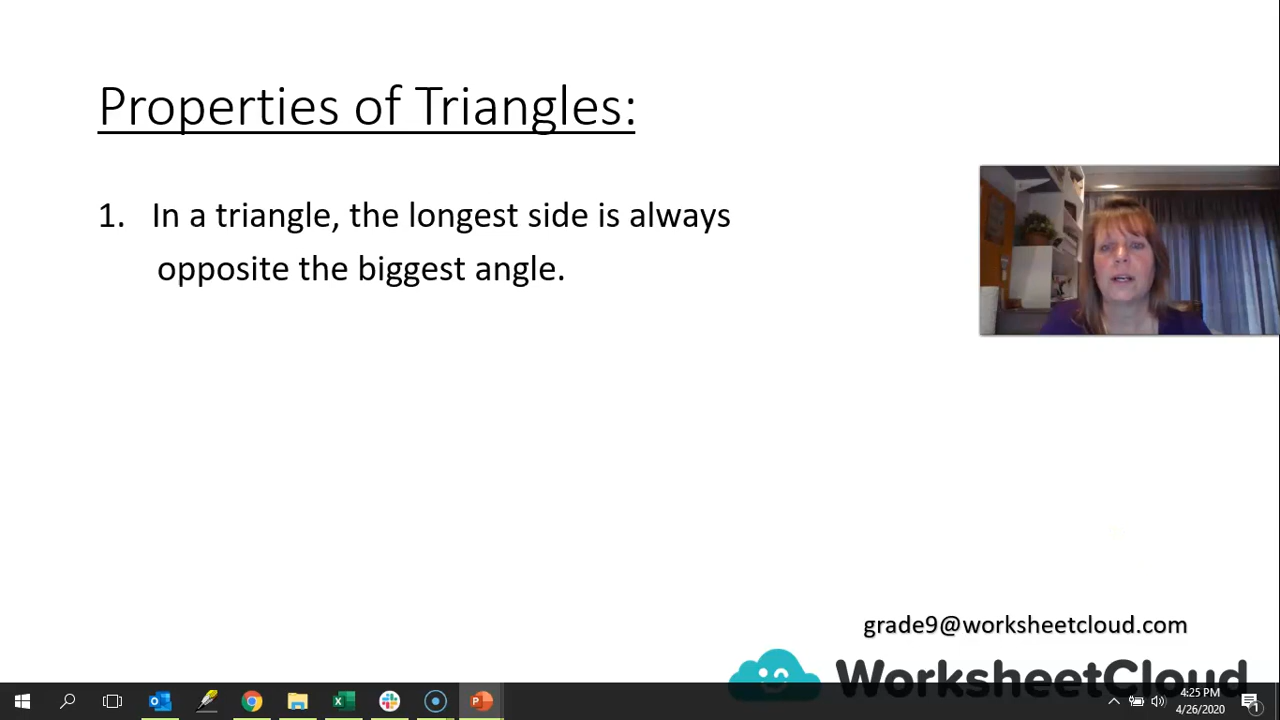 Properties of Triangles:
1. In a triangle, the longest side is always
opposite the biggest angle.
grade9@worksheetcloud.com
WorksheetCloud
4:25 PM
4/26/2020
1